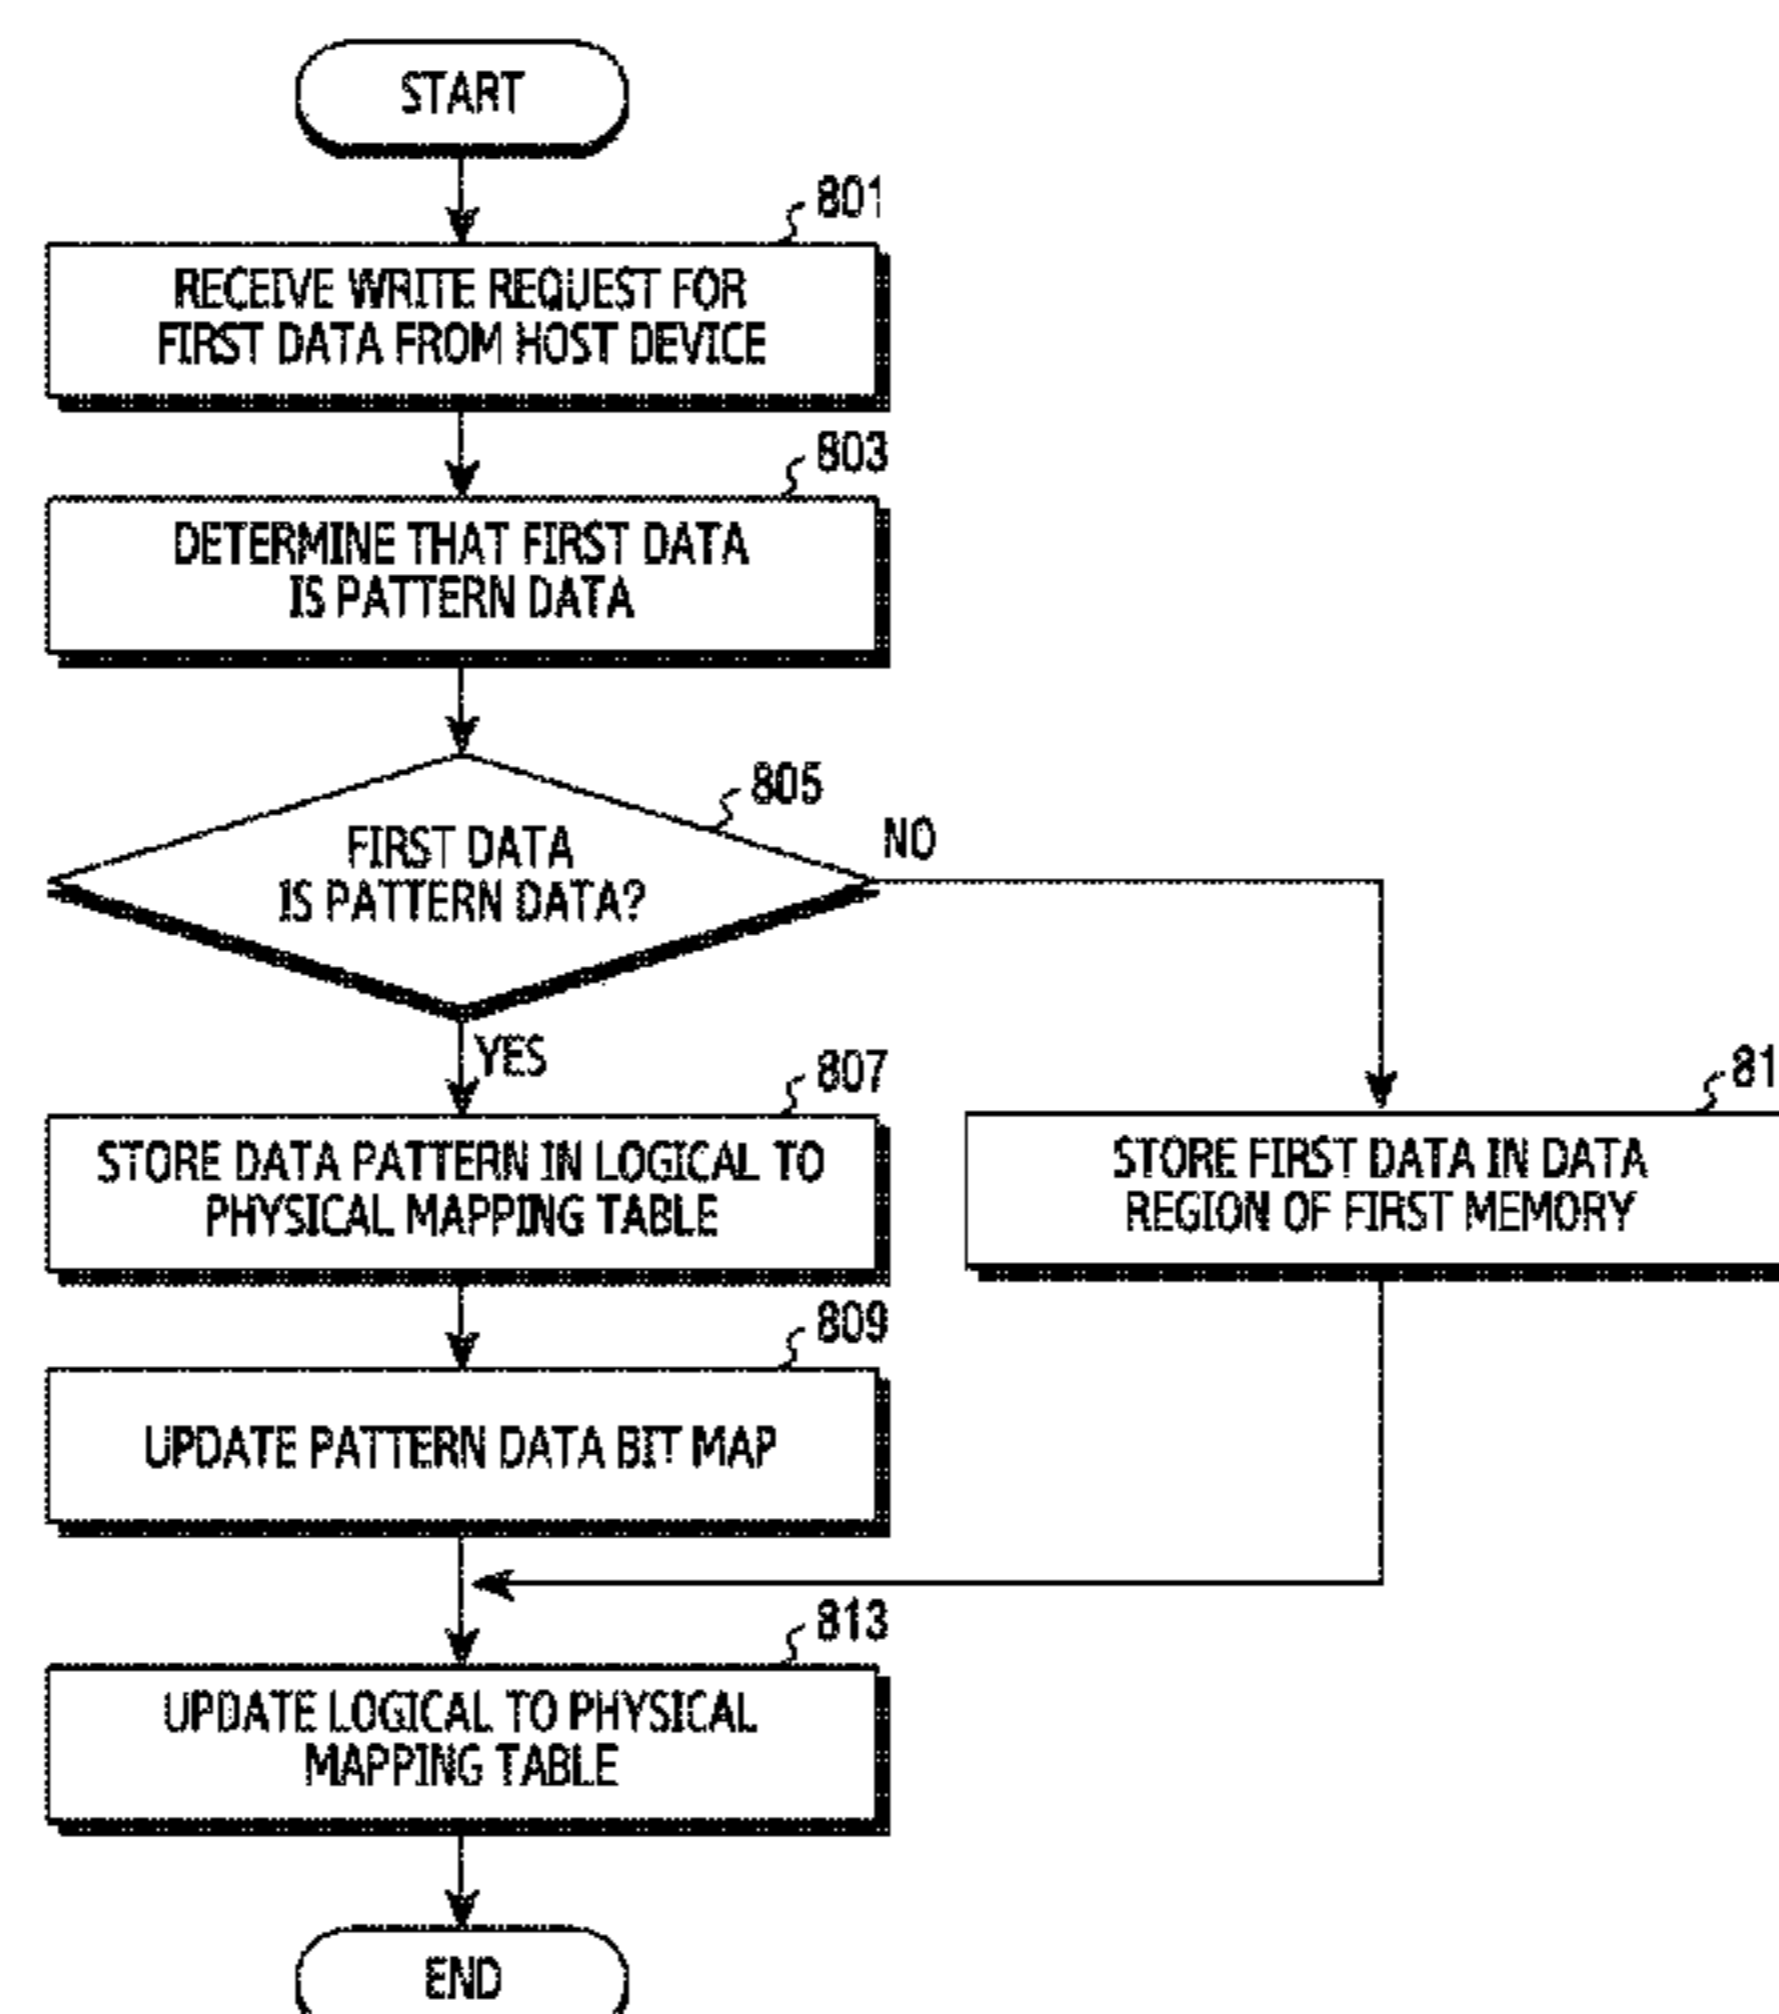 START
801
RECEIVE WRITE REQUEST FOR
FIRST DATA FROM HOST DEVICE
803
DETERMINE THAT FIRST DATA
IS PATTERN DATA
805
FIRST DATA
IS PATTERN DATA?
NO
YES
807
STORE DATA PATTERN IN LOGICAL TO
PHYSICAL MAPPING TABLE
81
STORE FIRST DATA IN DATA
REGION OF FIRST MEMORY
809
UPDATE PATTERN DATA BIT MAP
813
UPDATE LOGICAL TO PHYSICAL
MAPPING TABLE
END